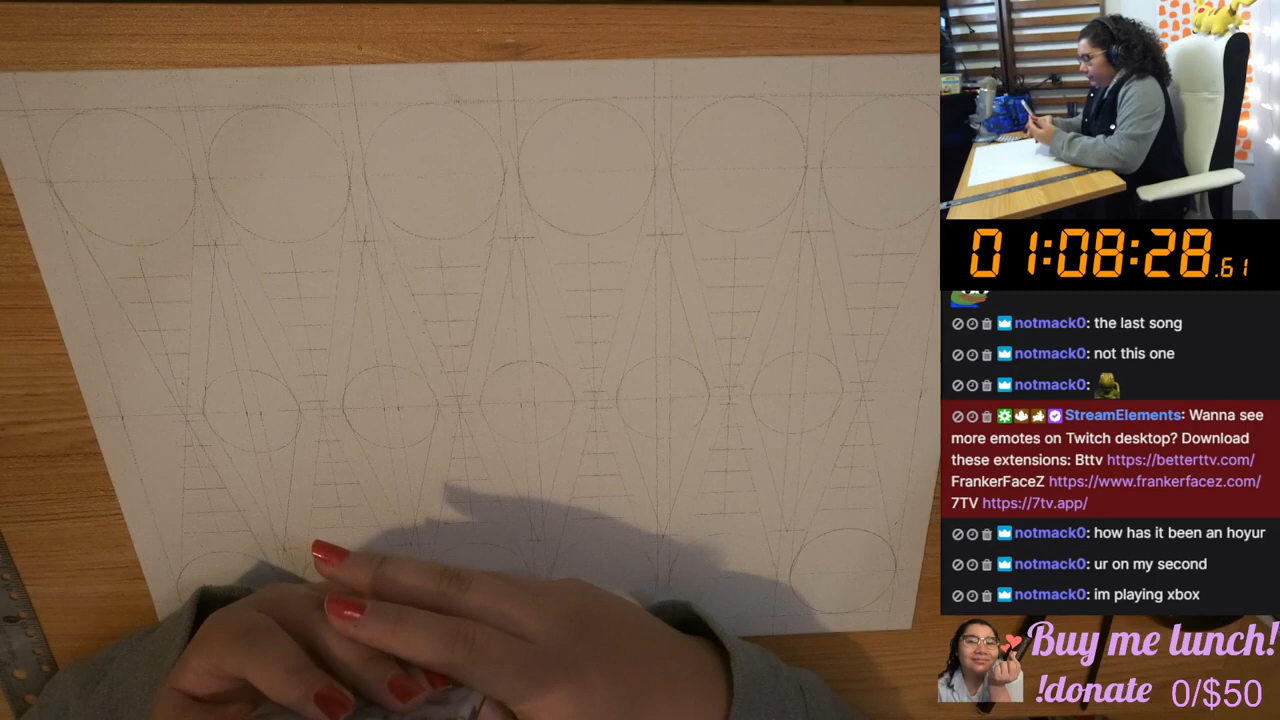 01:08:28.61
notmack0: the last song
notmack0: not this one
notmack0:
StreamElements: Wanna see
more emotes on Twitch desktop? Download
these extensions: Bttv https://betterttv.com/
FrankerFaceZ https://www.frankerfacez.com/
7TV https://7tv.app/
notmack0: how has it been an hoyur
notmack0: ur on my second
notmack0: im playing xbox
Buy me lunch!
!donate 0/$50